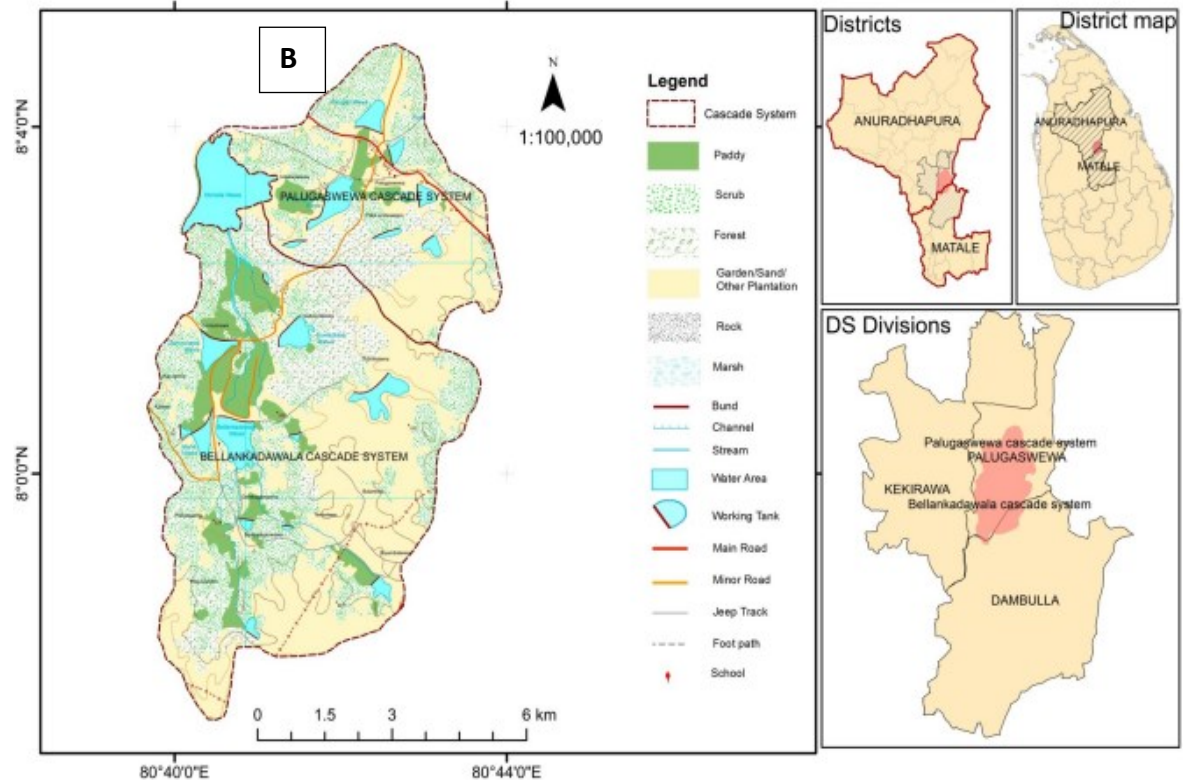 B
N
1:100,000
8°4'0"N
8°0'0"N
80°40'0"E
80°44'0"E
PALUGASWEWA CASCADE SYSTEM
BELLANKADAWALA CASCADE SYSTEM
0 1.5 3 6 km
Legend
Cascade System
Paddy
Scrub
Forest
Garden/Sand/
Other Plantation
Rock
Marsh
Bund
Channel
Stream
Water Area
Working Tank
Main Road
Minor Road
Jeep Track
Foot path
School
Districts
ANURADHAPURA
MATALE
District map
ANURADHAPURA
MATALE
DS Divisions
Palugaswewa cascade system
PALUGASWEWA
KEKIRAWA
Bellankadawala cascade system
DAMBULLA